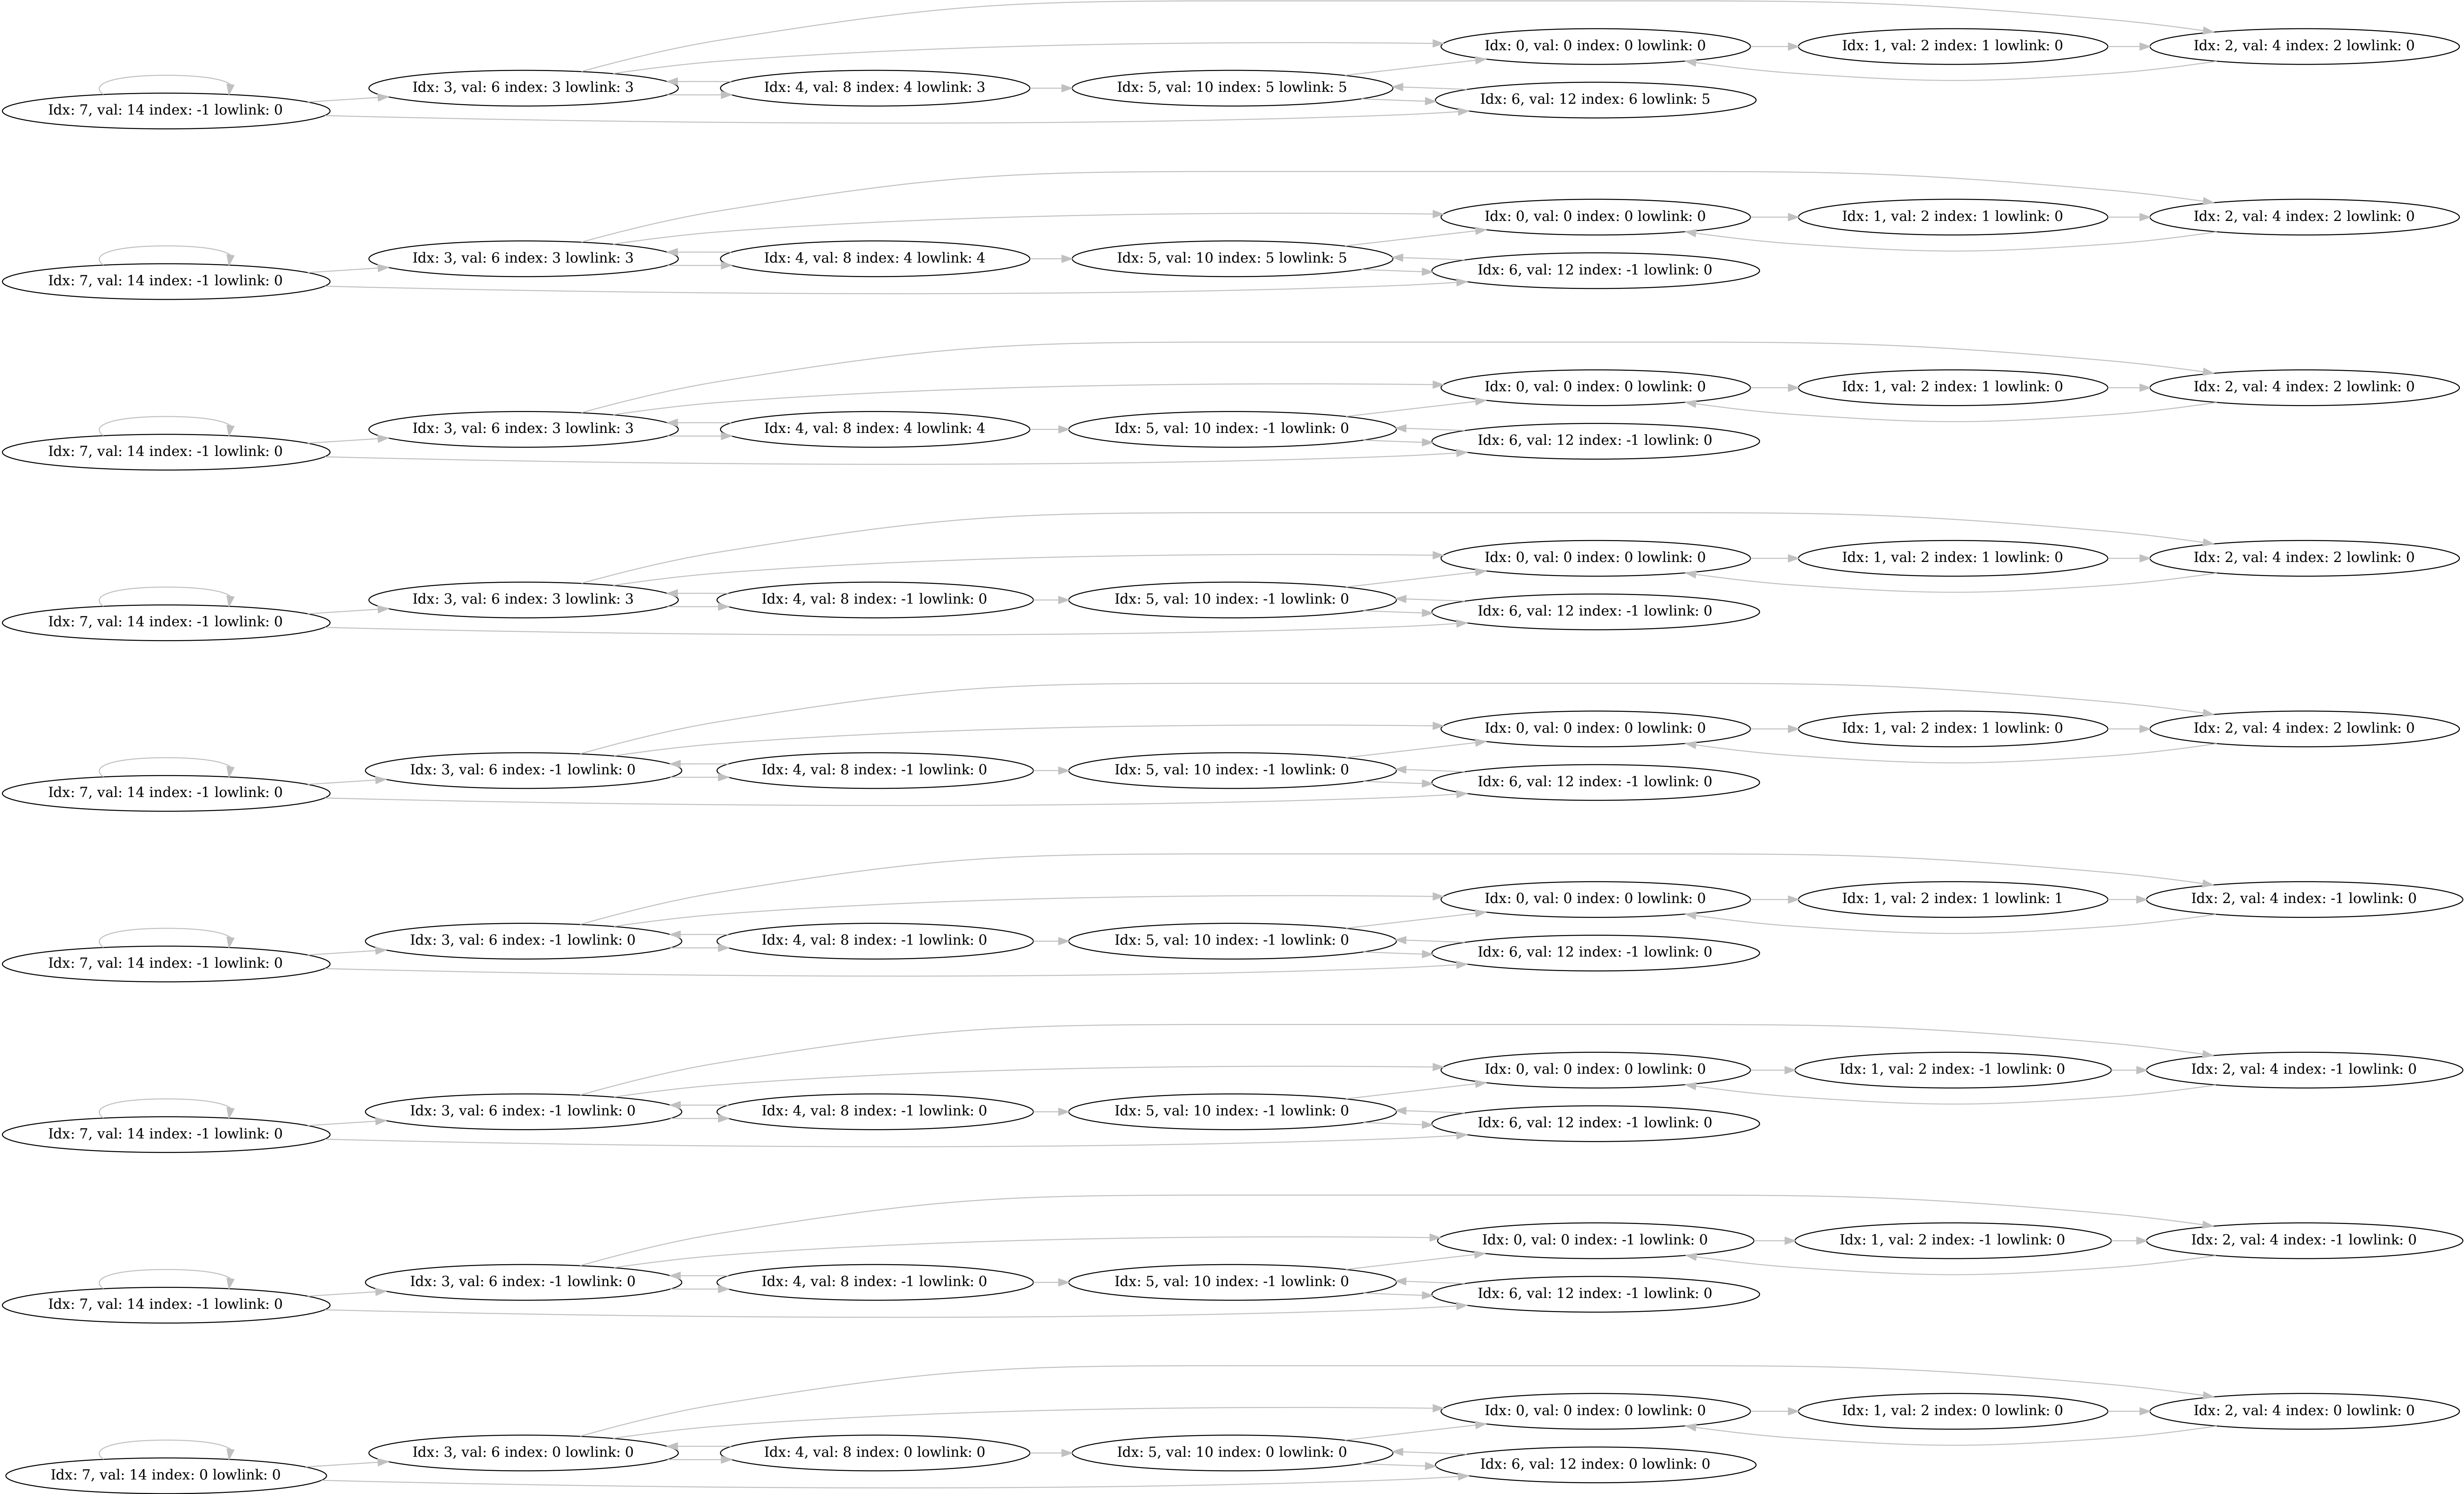 Idx: 0, val: 0 index: 0 lowlink: 0
Idx: 1, val: 2 index: 1 lowlink: 0
Idx: 2, val: 4 index: 2 lowlink: 0
Idx: 3, val: 6 index: 3 lowlink: 3
Idx: 4, val: 8 index: 4 lowlink: 3
Idx: 5, val: 10 index: 5 lowlink: 5
Idx: 6, val: 12 index: 6 lowlink: 5
Idx: 7, val: 14 index: -1 lowlink: 0
Idx: 0, val: 0 index: 0 lowlink: 0
Idx: 1, val: 2 index: 1 lowlink: 0
Idx: 2, val: 4 index: 2 lowlink: 0
Idx: 3, val: 6 index: 3 lowlink: 3
Idx: 4, val: 8 index: 4 lowlink: 4
Idx: 5, val: 10 index: 5 lowlink: 5
Idx: 6, val: 12 index: -1 lowlink: 0
Idx: 7, val: 14 index: -1 lowlink: 0
Idx: 0, val: 0 index: 0 lowlink: 0
Idx: 1, val: 2 index: 1 lowlink: 0
Idx: 2, val: 4 index: 2 lowlink: 0
Idx: 3, val: 6 index: 3 lowlink: 3
Idx: 4, val: 8 index: 4 lowlink: 4
Idx: 5, val: 10 index: -1 lowlink: 0
Idx: 6, val: 12 index: -1 lowlink: 0
Idx: 7, val: 14 index: -1 lowlink: 0
Idx: 0, val: 0 index: 0 lowlink: 0
Idx: 1, val: 2 index: 1 lowlink: 0
Idx: 2, val: 4 index: 2 lowlink: 0
Idx: 3, val: 6 index: 3 lowlink: 3
Idx: 4, val: 8 index: -1 lowlink: 0
Idx: 5, val: 10 index: -1 lowlink: 0
Idx: 6, val: 12 index: -1 lowlink: 0
Idx: 7, val: 14 index: -1 lowlink: 0
Idx: 0, val: 0 index: 0 lowlink: 0
Idx: 1, val: 2 index: 1 lowlink: 0
Idx: 2, val: 4 index: 2 lowlink: 0
Idx: 3, val: 6 index: -1 lowlink: 0
Idx: 4, val: 8 index: -1 lowlink: 0
Idx: 5, val: 10 index: -1 lowlink: 0
Idx: 6, val: 12 index: -1 lowlink: 0
Idx: 7, val: 14 index: -1 lowlink: 0
Idx: 0, val: 0 index: 0 lowlink: 0
Idx: 1, val: 2 index: 1 lowlink: 1
Idx: 2, val: 4 index: -1 lowlink: 0
Idx: 3, val: 6 index: -1 lowlink: 0
Idx: 4, val: 8 index: -1 lowlink: 0
Idx: 5, val: 10 index: -1 lowlink: 0
Idx: 6, val: 12 index: -1 lowlink: 0
Idx: 7, val: 14 index: -1 lowlink: 0
Idx: 0, val: 0 index: 0 lowlink: 0
Idx: 1, val: 2 index: -1 lowlink: 0
Idx: 2, val: 4 index: -1 lowlink: 0
Idx: 3, val: 6 index: -1 lowlink: 0
Idx: 4, val: 8 index: -1 lowlink: 0
Idx: 5, val: 10 index: -1 lowlink: 0
Idx: 6, val: 12 index: -1 lowlink: 0
Idx: 7, val: 14 index: -1 lowlink: 0
Idx: 0, val: 0 index: -1 lowlink: 0
Idx: 1, val: 2 index: -1 lowlink: 0
Idx: 2, val: 4 index: -1 lowlink: 0
Idx: 3, val: 6 index: -1 lowlink: 0
Idx: 4, val: 8 index: -1 lowlink: 0
Idx: 5, val: 10 index: -1 lowlink: 0
Idx: 6, val: 12 index: -1 lowlink: 0
Idx: 7, val: 14 index: -1 lowlink: 0
Idx: 0, val: 0 index: 0 lowlink: 0
Idx: 1, val: 2 index: 0 lowlink: 0
Idx: 2, val: 4 index: 0 lowlink: 0
Idx: 3, val: 6 index: 0 lowlink: 0
Idx: 4, val: 8 index: 0 lowlink: 0
Idx: 5, val: 10 index: 0 lowlink: 0
Idx: 6, val: 12 index: 0 lowlink: 0
Idx: 7, val: 14 index: 0 lowlink: 0